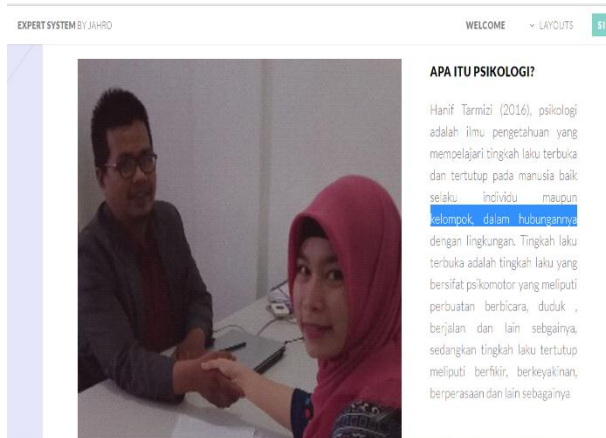 EXPERT SYSTEM BY JAHRO
WELCOME
LAYOUTS
SI
APA ITU PSIKOLOGI?
Hanif Tarmizi (2016), psikologi
adalah ilmu pengetahuan yang
mempelajari tingkah laku terbuka
dan tertutup pada manusia baik
selaku individu maupun
kelompok, dalam hubungannya
dengan lingkungan. Tingkah laku
terbuka adalah tingkah laku yang
bersifat psikomotor yang meliputi
perbuatan berbicara, duduk ,
berjalan dan lain sebgainya,
sedangkan tingkah laku tertutup
meliputi berfikir, berkeyakinan,
berperasaan dan lain sebagainya